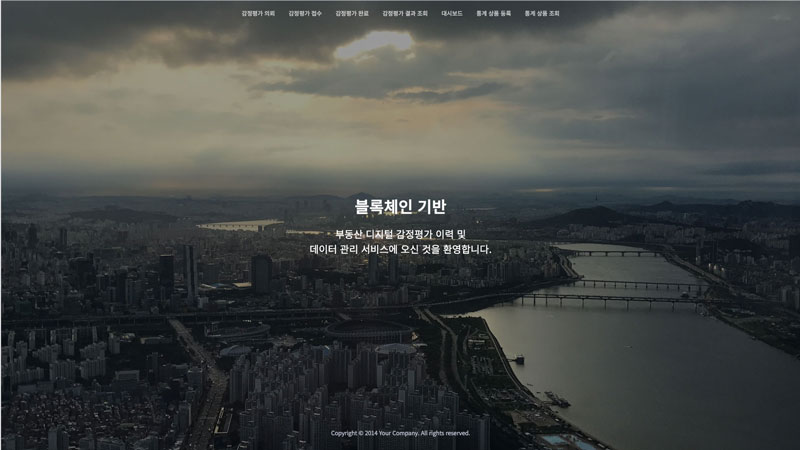 감정평가 의뢰 감정평가 접수 감정평가 완료 감정평가 결과 조회 대시보드 통계 상품 등록 통계 상품 조회
블록체인 기반
부동산 디지털 감정평가 이력 및
데이터 관리 서비스에 오신 것을 환영합니다.
Copyright © 2014 Your Company. All rights reserved.